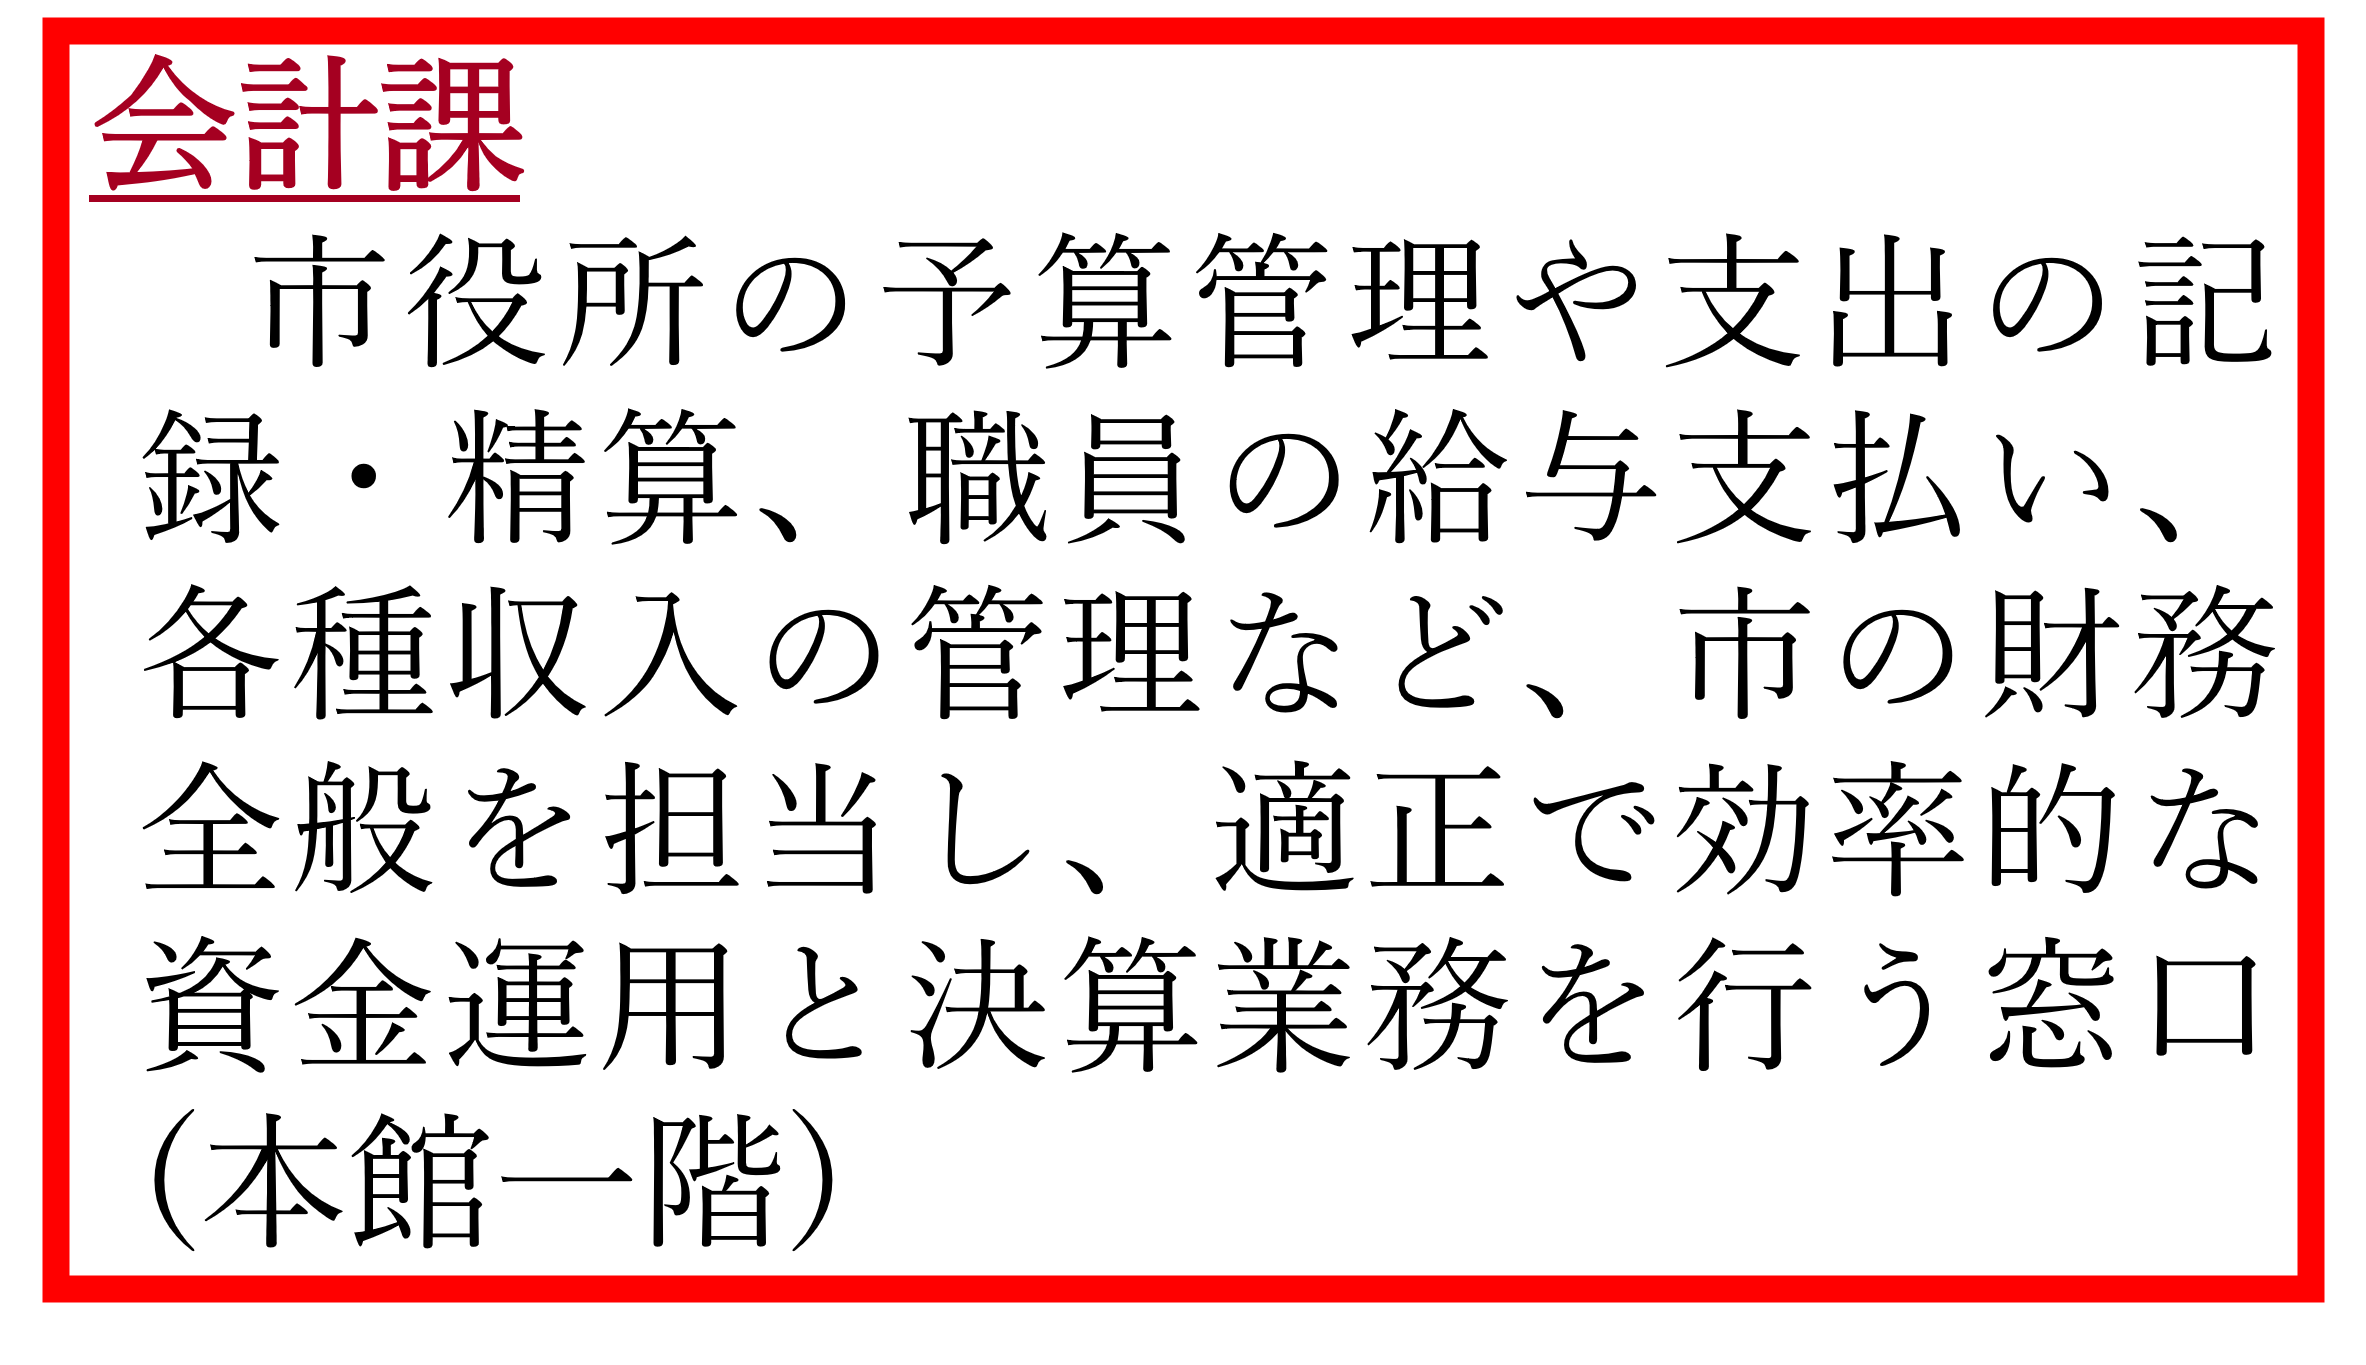 会計課
市役所の予算管理や支出の記
録・精算、職員の給与支払い、
各種収入の管理など、市の財務
全般を担当し、適正で効率的な
資金運用と決算業務を行う窓口
（本館一階）